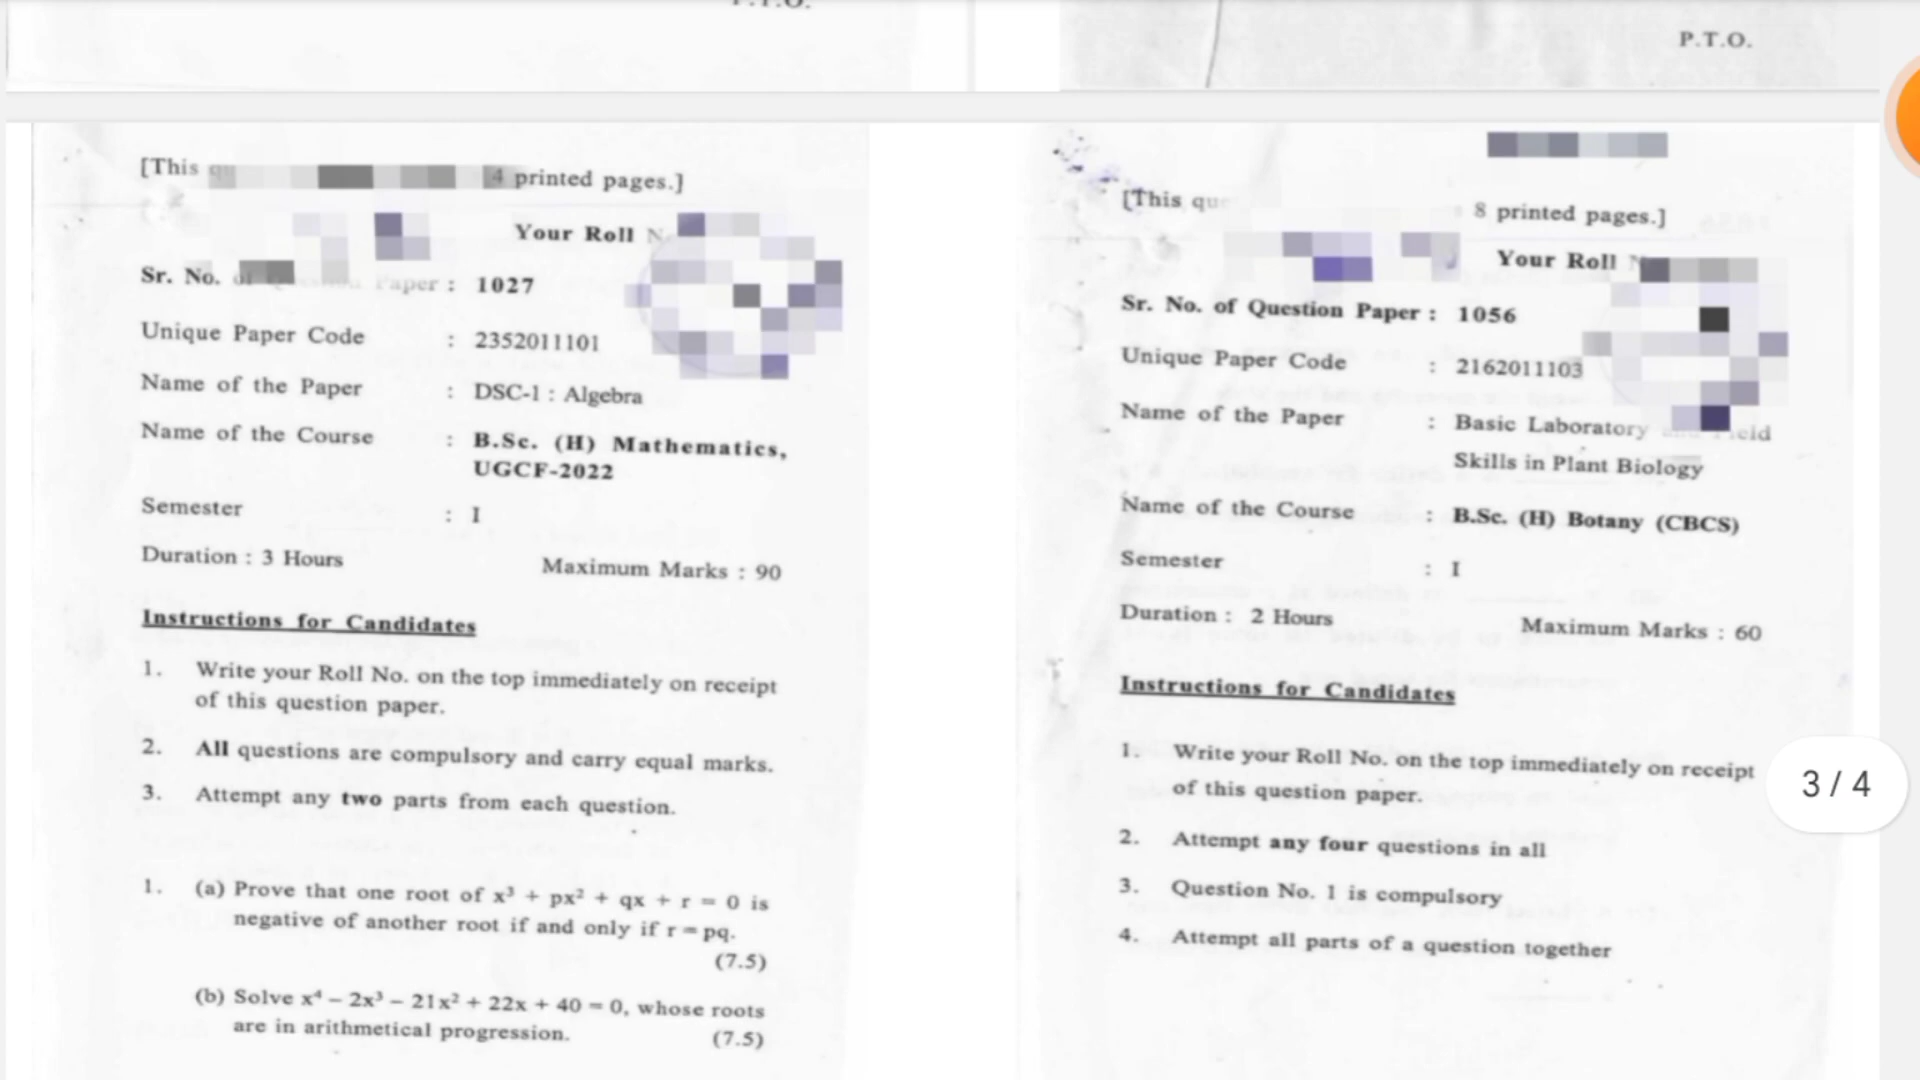 P.T.O.
P.T.O.
[This 4 printed pages.]
Your Roll
Sr. No. of Question Paper : 1027
Unique Paper Code : 2352011101
Name of the Paper : DSC-1 : Algebra
Name of the Course : B.Sc. (H) Mathematics,
UGCF-2022
Semester : I
Duration : 3 Hours Maximum Marks : 90
Instructions for Candidates
1. Write your Roll No. on the top immediately on receipt
of this question paper.
2. All questions are compulsory and carry equal marks.
3. Attempt any two parts from each question.
1. (a) Prove that one root of x³ + px² + qx + r = 0 is
negative of another root if and only if r = pq.
(7.5)
(b) Solve x⁴ – 2x³ – 21x² + 22x + 40 = 0, whose roots
are in arithmetical progression. (7.5)
[This 8 printed pages.]
Your Roll
Sr. No. of Question Paper : 1056
Unique Paper Code : 2162011103
Name of the Paper : Basic Laboratory
Skills in Plant Biology
Name of the Course : B.Sc. (H) Botany (CBCS)
Semester : I
Duration : 2 Hours Maximum Marks : 60
Instructions for Candidates
1. Write your Roll No. on the top immediately on receipt
of this question paper.
2. Attempt any four questions in all
3. Question No. 1 is compulsory
4. Attempt all parts of a question together
3 / 4